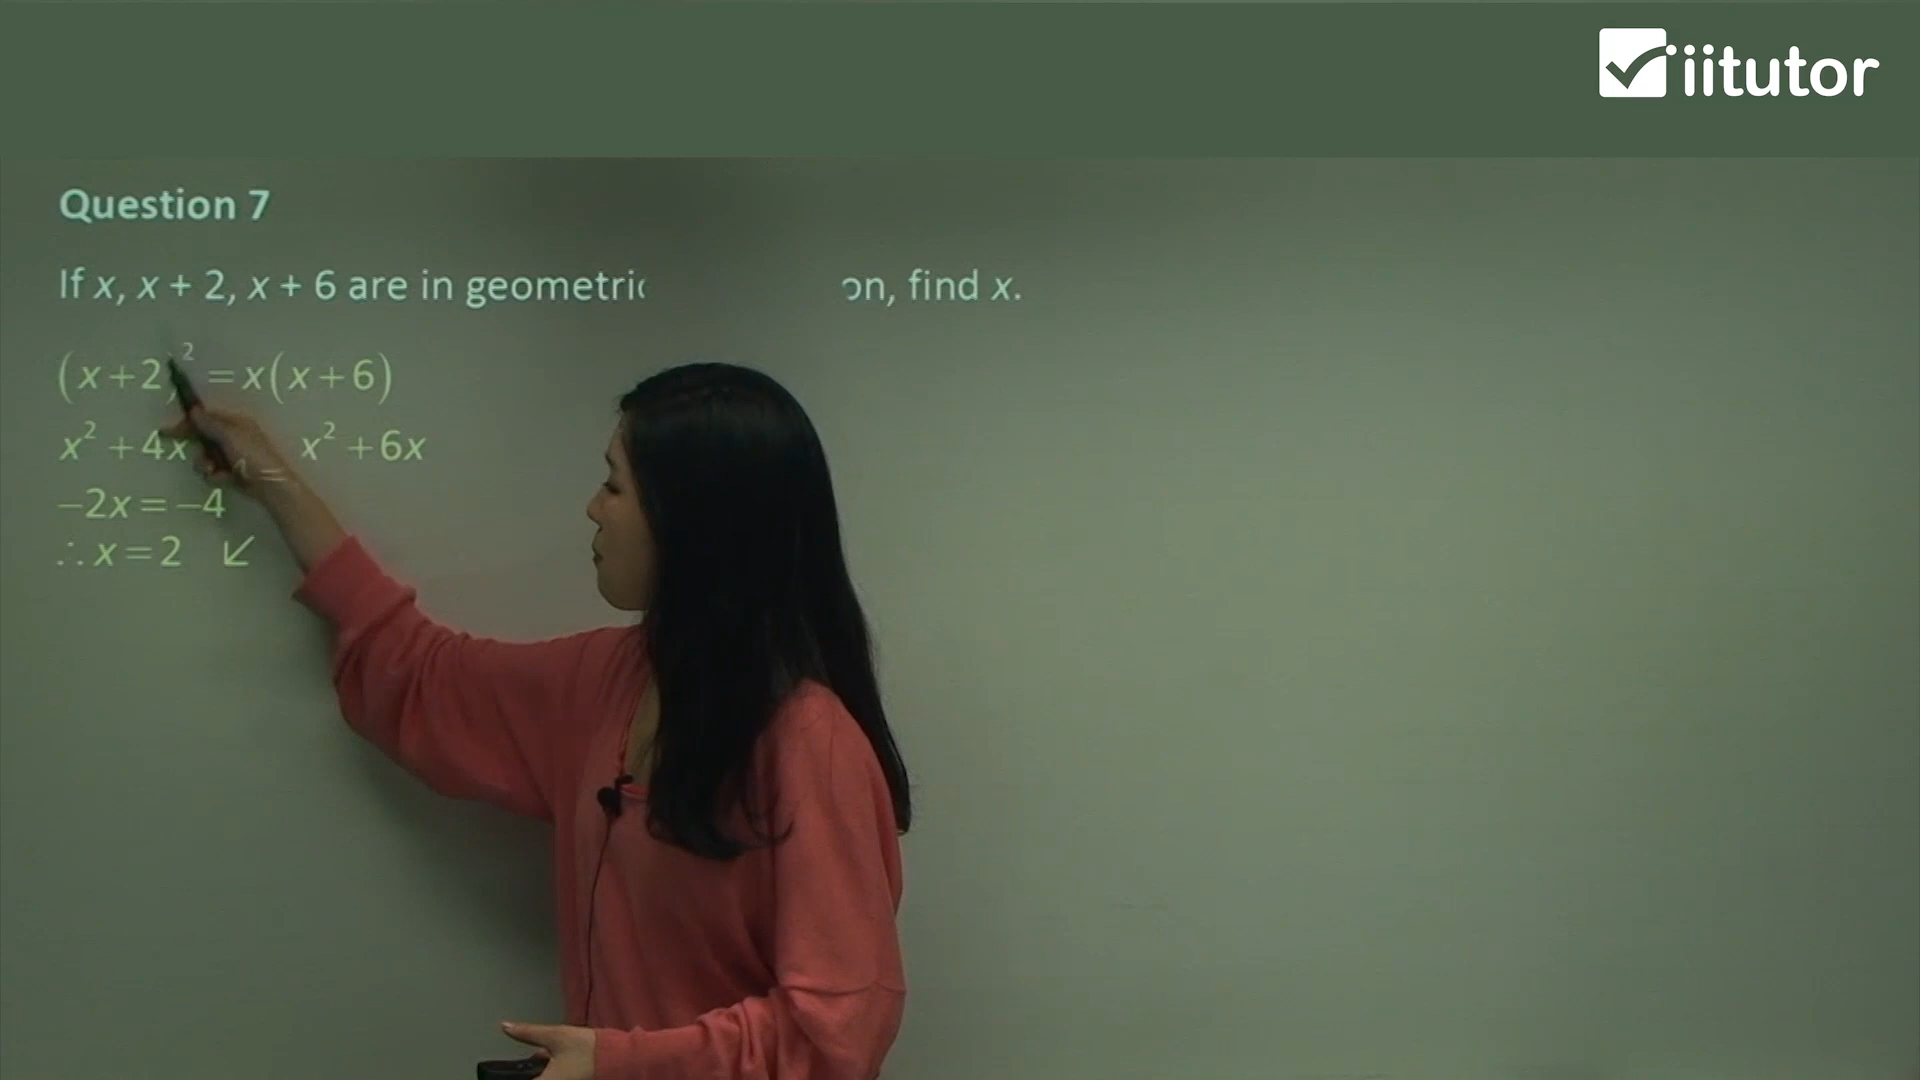 iitutor
Question 7
If x, x + 2, x + 6 are in geometric on, find x.
(x+2)² =x(x+6)
x² +4x = x² +6x
−2x=−4
∴x=2 ↙